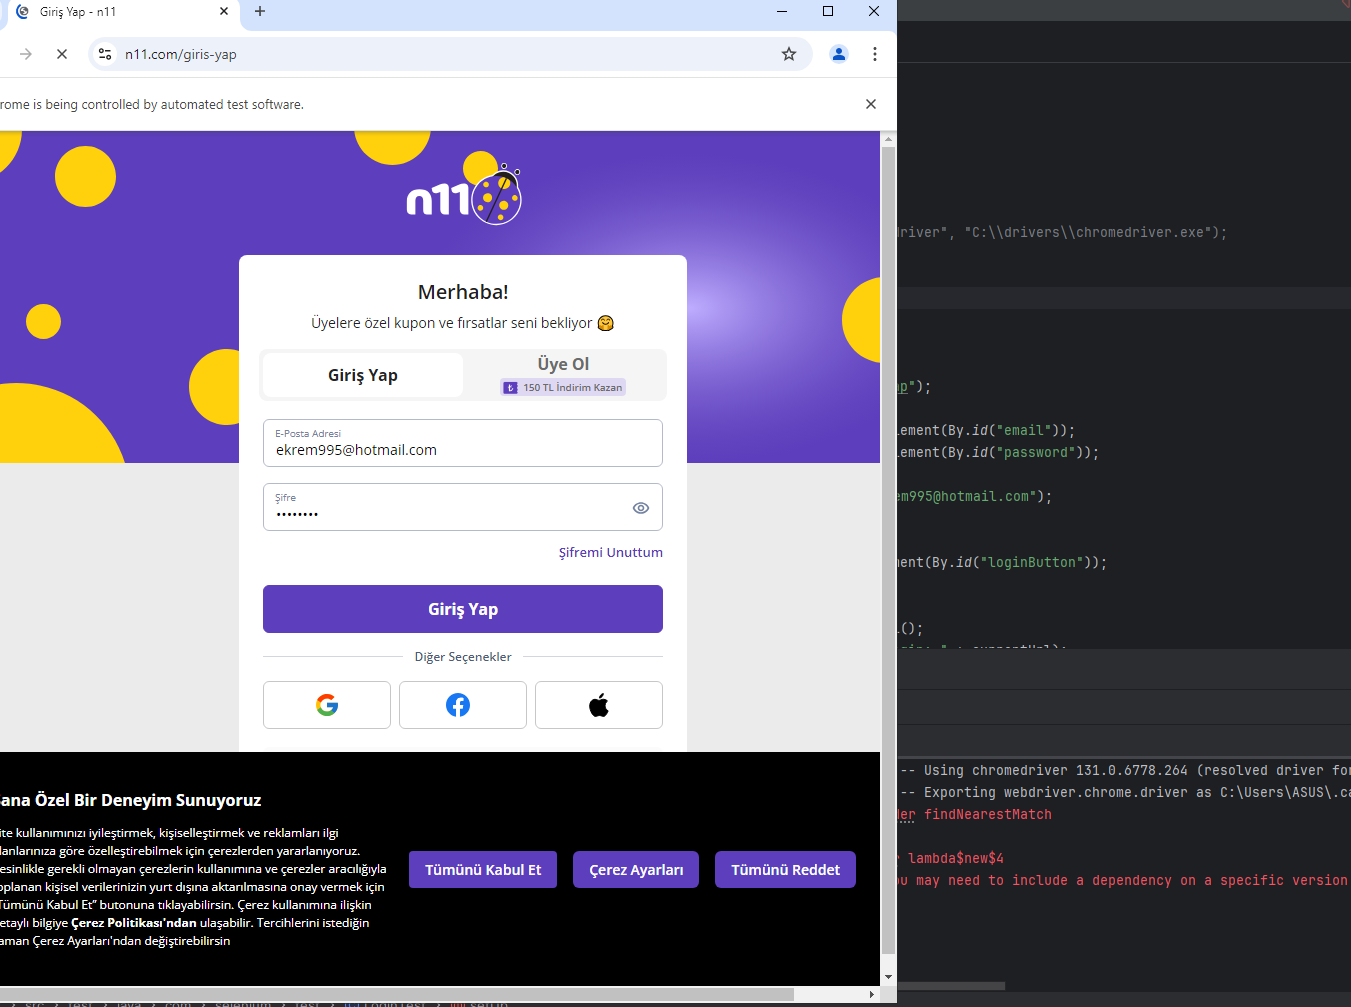 Giriş Yap - n11
n11.com/giris-yap
rome is being controlled by automated test software.
n11
Merhaba!
Üyelere özel kupon ve fırsatlar seni bekliyor 🤗
Giriş Yap
Üye Ol
150 TL İndirim Kazan
E-Posta Adresi
ekrem995@hotmail.com
Şifre
••••••••
Şifremi Unuttum
Giriş Yap
Diğer Seçenekler
ana Özel Bir Deneyim Sunuyoruz
ite kullanımınızı iyileştirmek, kişiselleştirmek ve reklamları ilgi
lanlarınıza göre özelleştirebilmek için çerezlerden yararlanıyoruz.
esinlikle gerekli olmayan çerezlerin kullanımına ve çerezler aracılığıyla
oplanan kişisel verilerinizin yurt dışına aktarılmasına onay vermek için
Tümünü Kabul Et” butonuna tıklayabilirsin. Çerez kullanımına ilişkin
etaylı bilgiye Çerez Politikası'ndan ulaşabilir. Tercihlerini istediğin
aman Çerez Ayarları'ndan değiştirebilirsin
Tümünü Kabul Et
Çerez Ayarları
Tümünü Reddet
driver", "C:\\drivers\\chromedriver.exe");
ap");
lement(By.id("email"));
lement(By.id("password"));
em995@hotmail.com");
ment(By.id("loginButton"));
();
-- Using chromedriver 131.0.6778.264 (resolved driver for
-- Exporting webdriver.chrome.driver as C:\Users\ASUS\.ca
der findNearestMatch
lambda$new$4
ou may need to include a dependency on a specific version